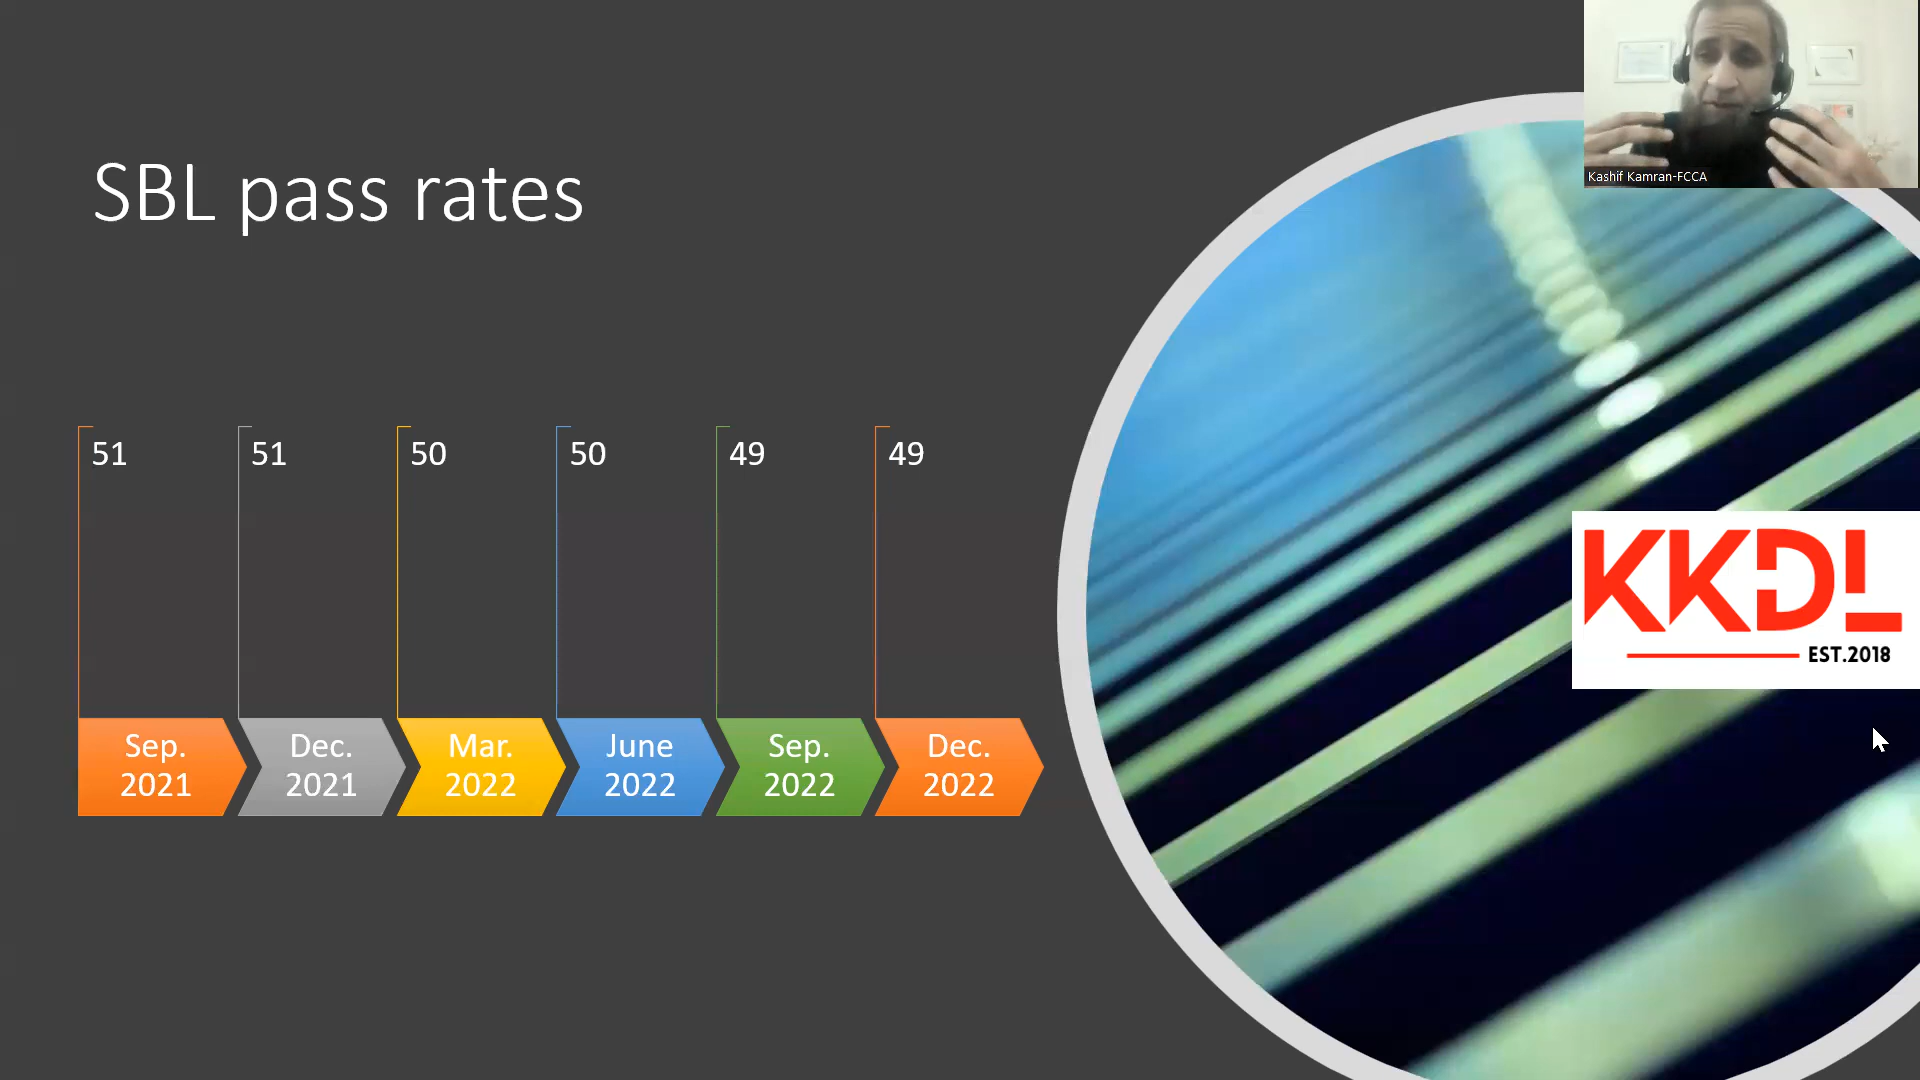 Kashif Kamran-FCCA
SBL pass rates
51
51
50
50
49
49
Sep.
2021
Dec.
2021
Mar.
2022
June
2022
Sep.
2022
Dec.
2022
KKDL
EST.2018